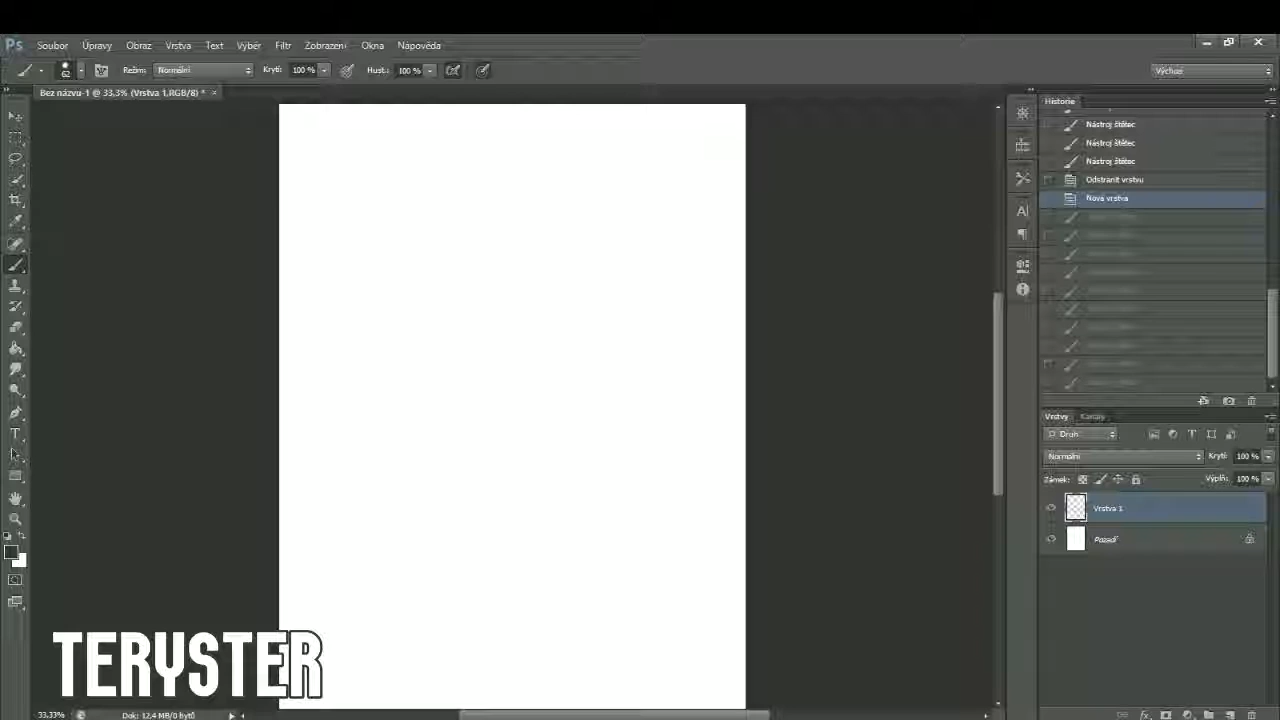 Ps Soubor Úpravy Obraz Vrstva Text Výběr Filtr Zobrazení Okna Nápověda
62 Režim: Normální Krytí: 100 % Hust.: 100 % Výchozí
Bez názvu-1 @ 33,3% (Vrstva 1,RGB/8) * ×
Historie
Nástroj štětec
Nástroj štětec
Nástroj štětec
Odstranit vrstvu
Nová vrstva
Vrstvy Kanály
Druh
Normální Krytí: 100 %
Zámek: Výplň: 100 %
Vrstva 1
Pozadí
TERYSTER
33,33% Dok: 12,4 MB/0 bytů